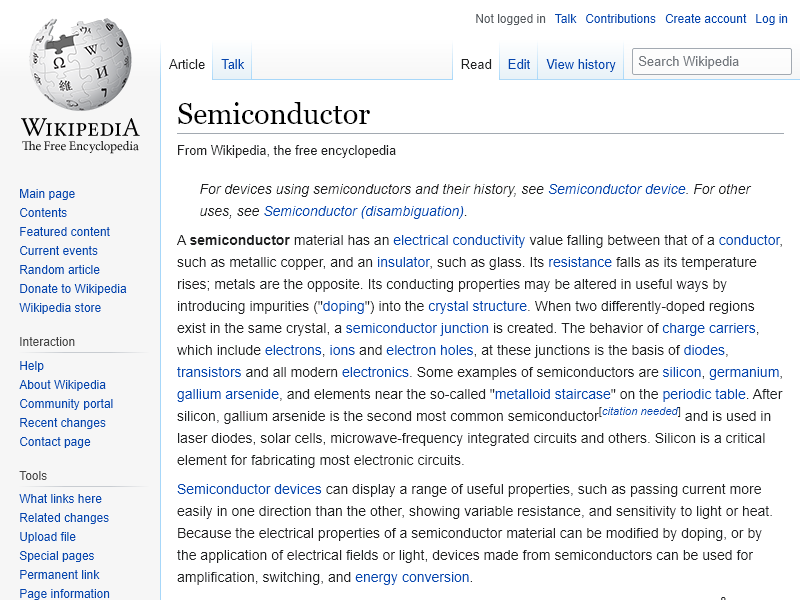 Not logged in Talk Contributions Create account Log in
Article Talk Read Edit View history Search Wikipedia
WIKIPEDIA
The Free Encyclopedia
Main page
Contents
Featured content
Current events
Random article
Donate to Wikipedia
Wikipedia store
Interaction
Help
About Wikipedia
Community portal
Recent changes
Contact page
Tools
What links here
Related changes
Upload file
Special pages
Permanent link
Page information
Semiconductor
From Wikipedia, the free encyclopedia
For devices using semiconductors and their history, see Semiconductor device. For other
uses, see Semiconductor (disambiguation).
A semiconductor material has an electrical conductivity value falling between that of a conductor,
such as metallic copper, and an insulator, such as glass. Its resistance falls as its temperature
rises; metals are the opposite. Its conducting properties may be altered in useful ways by
introducing impurities ("doping") into the crystal structure. When two differently-doped regions
exist in the same crystal, a semiconductor junction is created. The behavior of charge carriers,
which include electrons, ions and electron holes, at these junctions is the basis of diodes,
transistors and all modern electronics. Some examples of semiconductors are silicon, germanium,
gallium arsenide, and elements near the so-called "metalloid staircase" on the periodic table. After
silicon, gallium arsenide is the second most common semiconductor[citation needed] and is used in
laser diodes, solar cells, microwave-frequency integrated circuits and others. Silicon is a critical
element for fabricating most electronic circuits.
Semiconductor devices can display a range of useful properties, such as passing current more
easily in one direction than the other, showing variable resistance, and sensitivity to light or heat.
Because the electrical properties of a semiconductor material can be modified by doping, or by
the application of electrical fields or light, devices made from semiconductors can be used for
amplification, switching, and energy conversion.